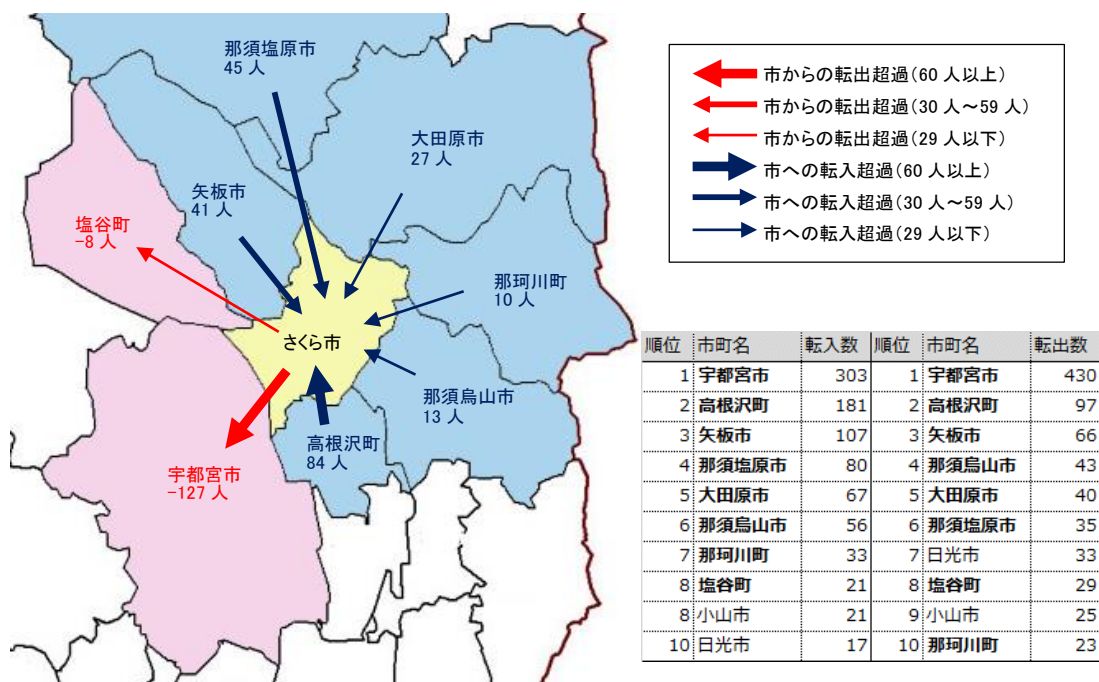 那須塩原市
45 人
大田原市
27 人
矢板市
41 人
塩谷町
-8 人
那珂川町
10 人
さくら市
那須烏山市
13 人
高根沢町
84 人
宇都宮市
-127 人
市からの転出超過(60 人以上)
市からの転出超過(30 人～59 人)
市からの転出超過(29 人以下)
市への転入超過(60 人以上)
市への転入超過(30 人～59 人)
市への転入超過(29 人以下)
順位 市町名 転入数 順位 市町名 転出数
1 宇都宮市 303 1 宇都宮市 430
2 高根沢町 181 2 高根沢町 97
3 矢板市 107 3 矢板市 66
4 那須塩原市 80 4 那須烏山市 43
5 大田原市 67 5 大田原市 40
6 那須烏山市 56 6 那須塩原市 35
7 那珂川町 33 7 日光市 33
8 塩谷町 21 8 塩谷町 29
8 小山市 21 9 小山市 25
10 日光市 17 10 那珂川町 23